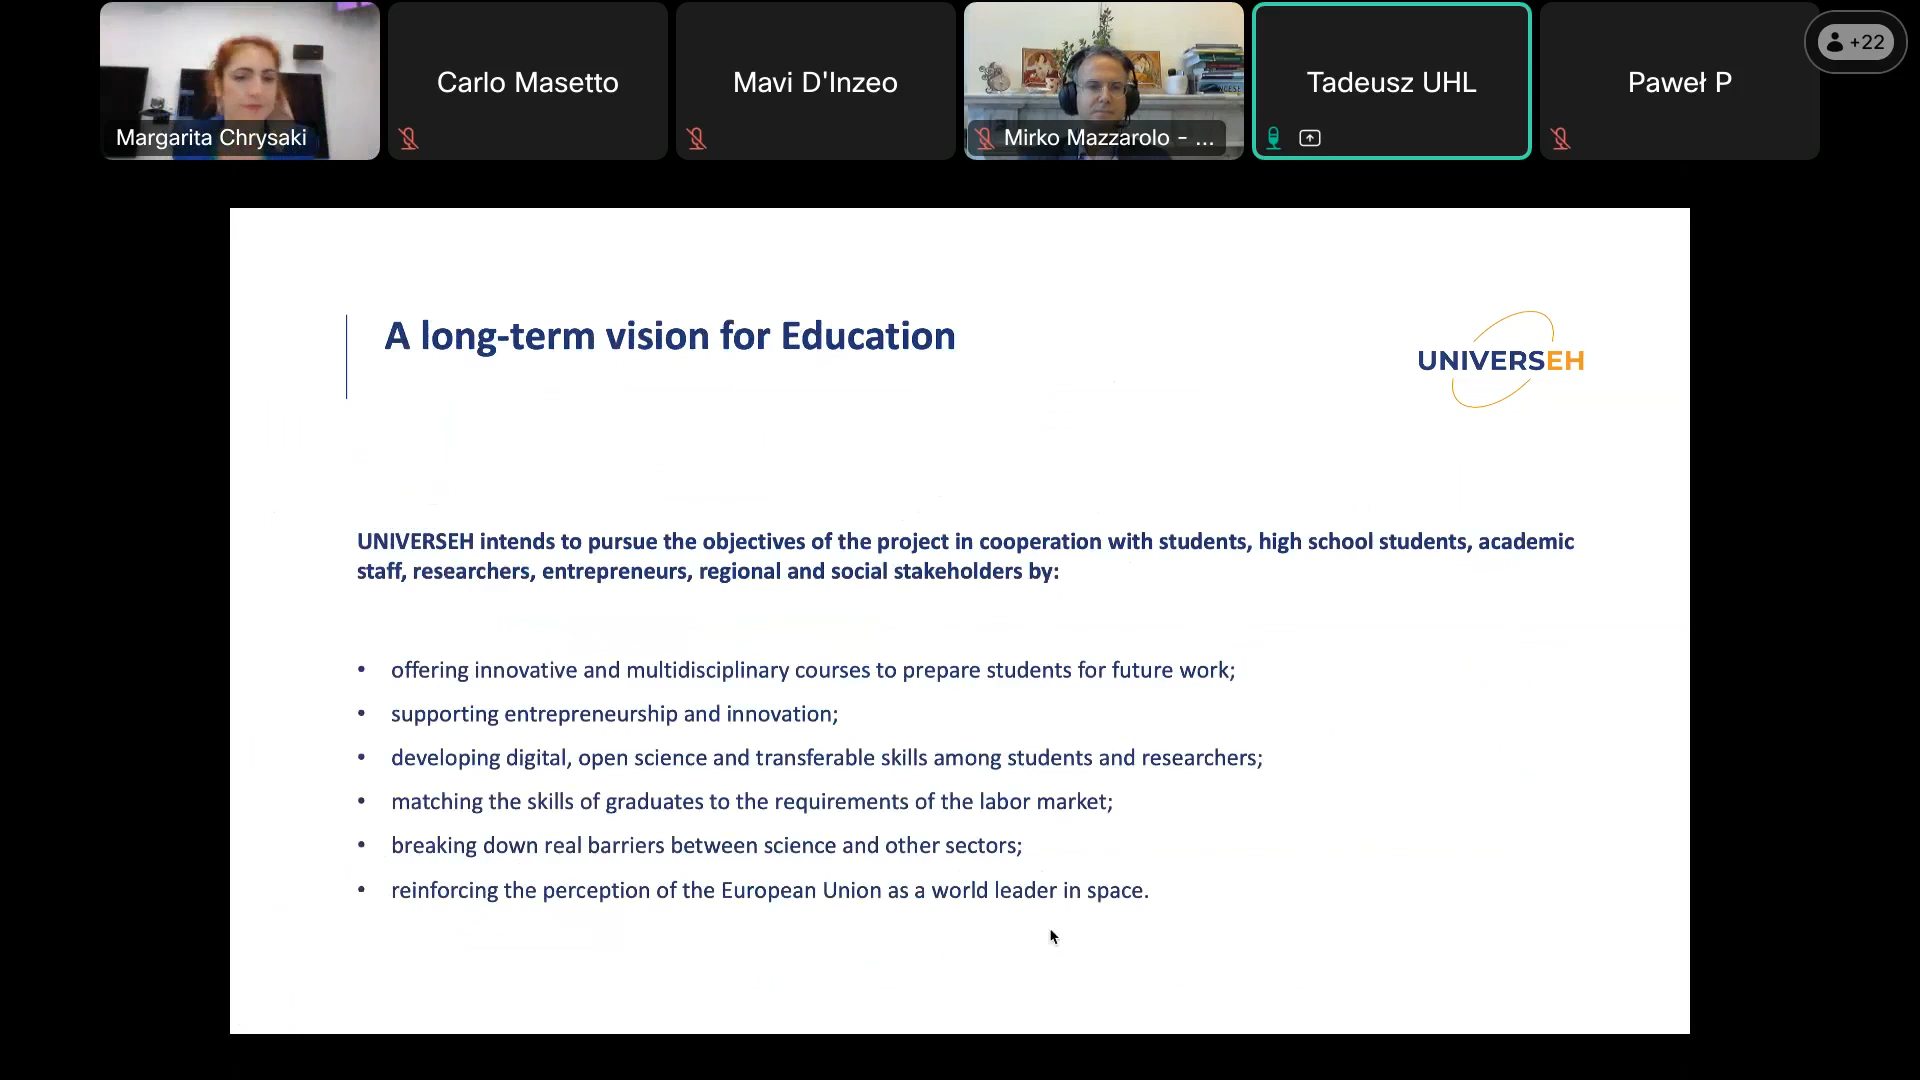 Margarita Chrysaki
Carlo Masetto
Mavi D'Inzeo
Mirko Mazzarolo - ...
Tadeusz UHL
Paweł P
+22
A long-term vision for Education
UNIVERSEH
UNIVERSEH intends to pursue the objectives of the project in cooperation with students, high school students, academic
staff, researchers, entrepreneurs, regional and social stakeholders by:
• offering innovative and multidisciplinary courses to prepare students for future work;
• supporting entrepreneurship and innovation;
• developing digital, open science and transferable skills among students and researchers;
• matching the skills of graduates to the requirements of the labor market;
• breaking down real barriers between science and other sectors;
• reinforcing the perception of the European Union as a world leader in space.